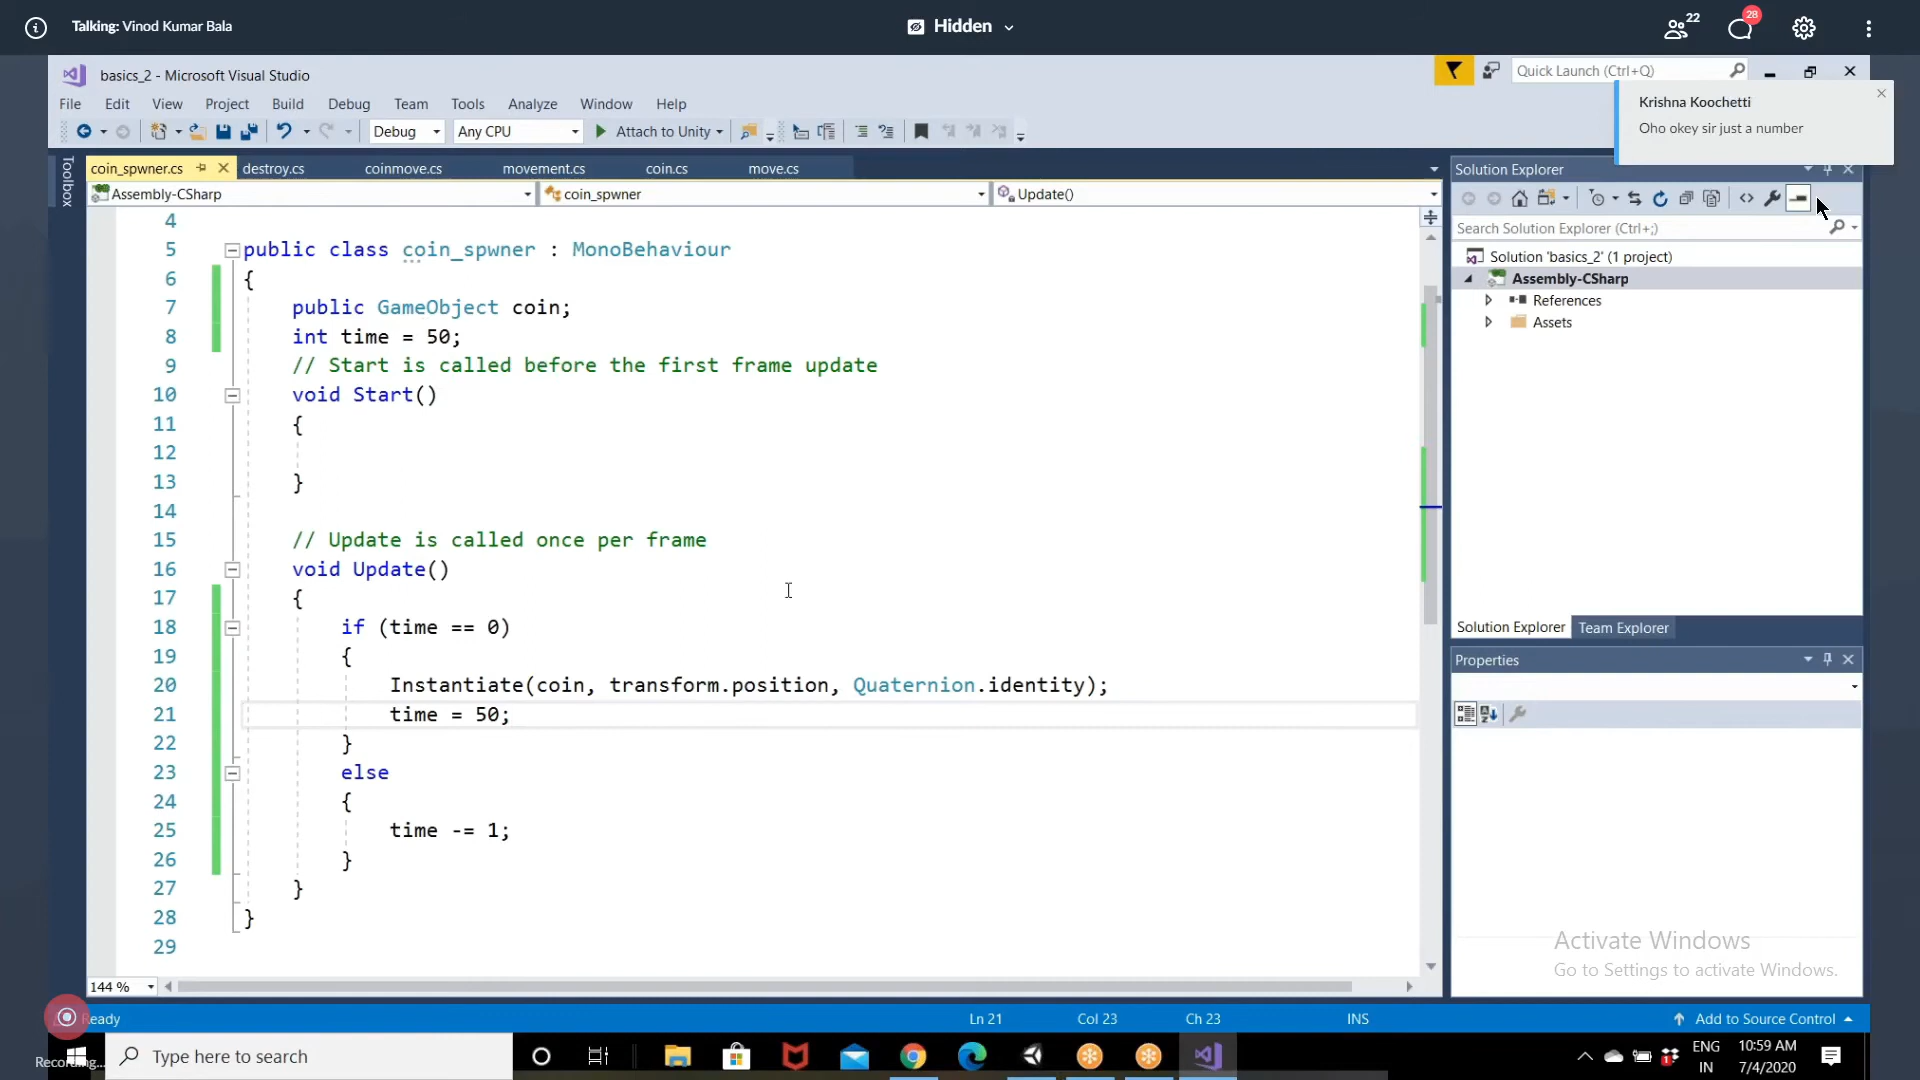 Talking: Vinod Kumar Bala
Hidden
22
28
basics_2 - Microsoft Visual Studio
Quick Launch (Ctrl+Q)
File Edit View Project Build Debug Team Tools Analyze Window Help
Krishna Koochetti
Oho okey sir just a number
Debug Any CPU Attach to Unity
Toolbox
coin_spwner.cs destroy.cs coinmove.cs movement.cs coin.cs move.cs
Assembly-CSharp coin_spwner Update()
4
5 public class coin_spwner : MonoBehaviour
6 {
7 public GameObject coin;
8 int time = 50;
9 // Start is called before the first frame update
10 void Start()
11 {
12
13 }
14
15 // Update is called once per frame
16 void Update()
17 {
18 if (time == 0)
19 {
20 Instantiate(coin, transform.position, Quaternion.identity);
21 time = 50;
22 }
23 else
24 {
25 time -= 1;
26 }
27 }
28 }
29
144 %
Solution Explorer
Search Solution Explorer (Ctrl+;)
Solution 'basics_2' (1 project)
Assembly-CSharp
References
Assets
Solution Explorer Team Explorer
Properties
Activate Windows
Go to Settings to activate Windows.
Ready Ln 21 Col 23 Ch 23 INS Add to Source Control
Recording...
Type here to search
ENG
IN
10:59 AM
7/4/2020